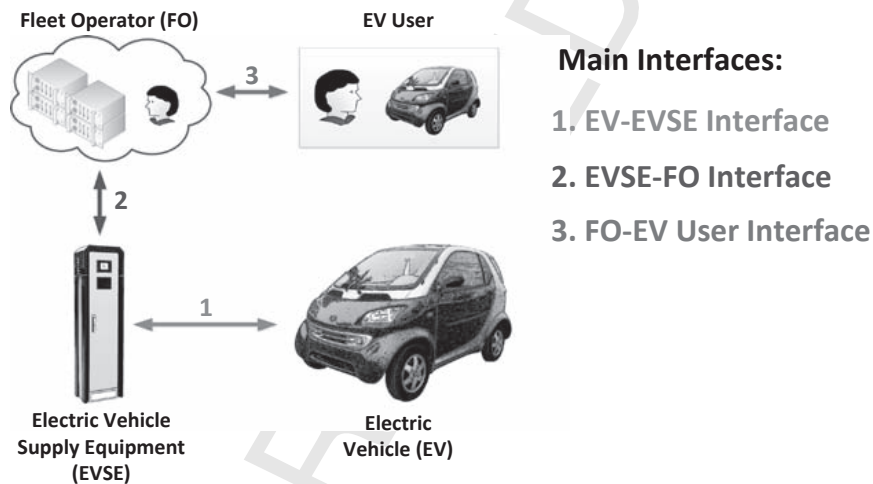 Fleet Operator (FO)
EV User
3
Main Interfaces:
1. EV-EVSE Interface
2. EVSE-FO Interface
3. FO-EV User Interface
2
1
Electric Vehicle
Supply Equipment
(EVSE)
Electric
Vehicle (EV)